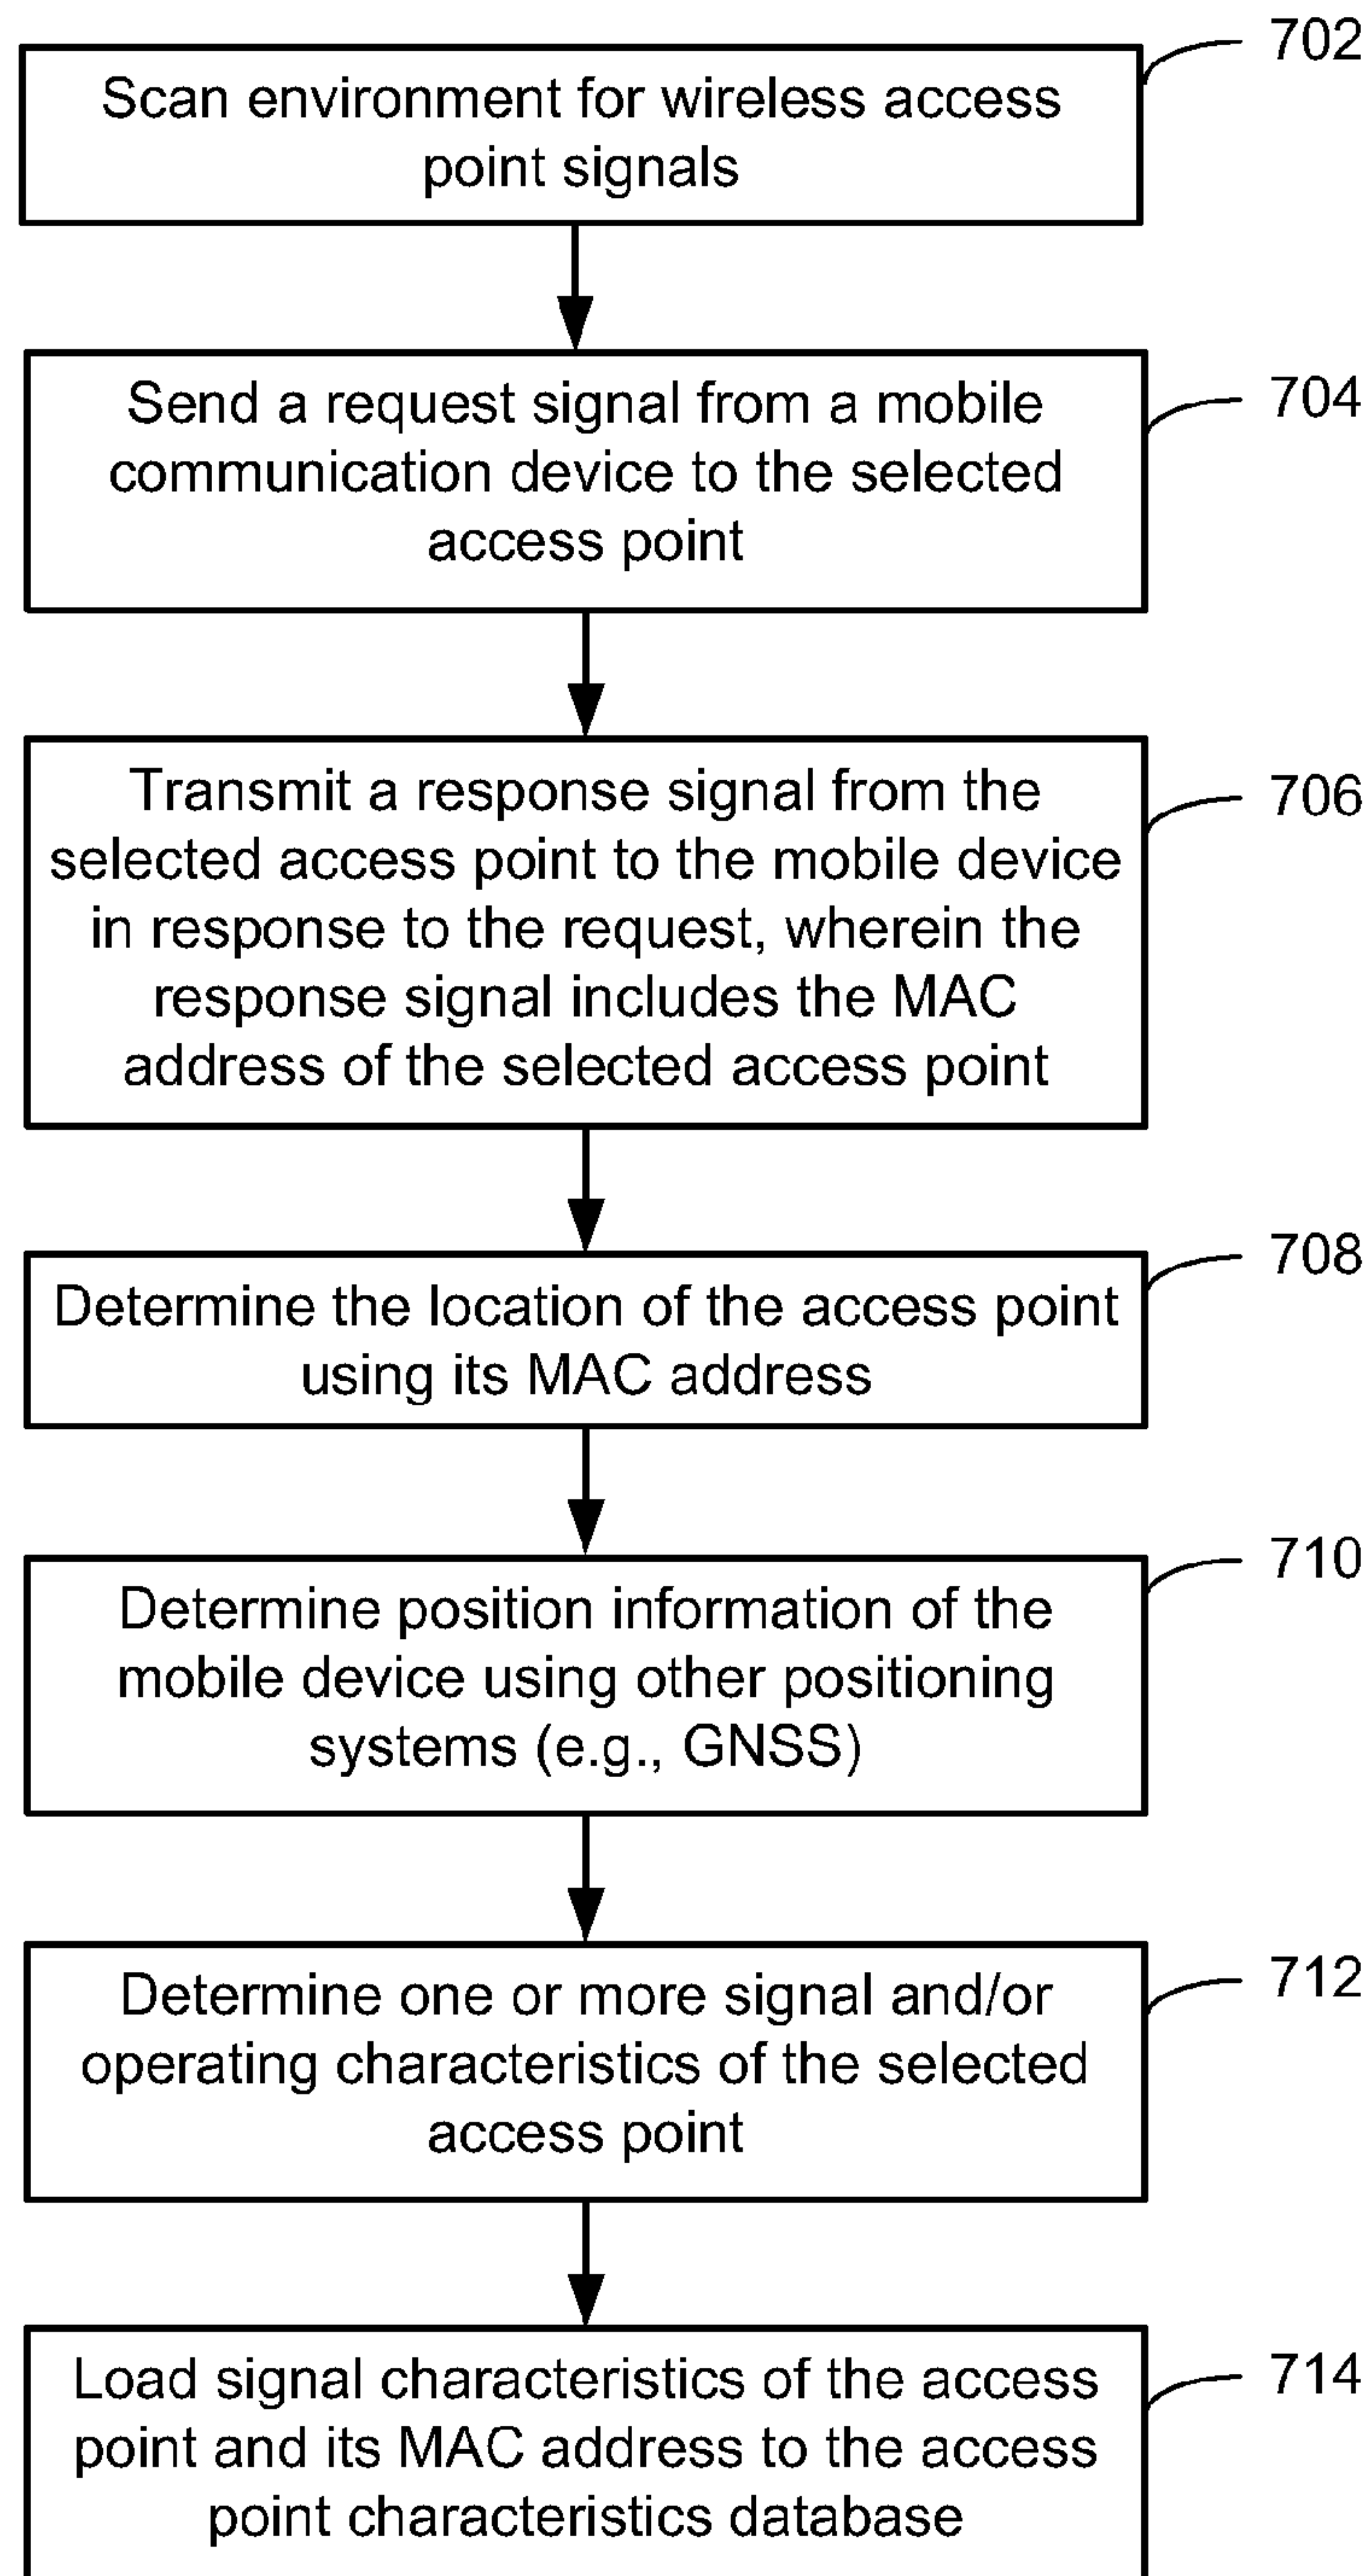 702
Scan environment for wireless access
point signals
704
Send a request signal from a mobile
communication device to the selected
access point
706
Transmit a response signal from the
selected access point to the mobile device
in response to the request, wherein the
response signal includes the MAC
address of the selected access point
708
Determine the location of the access point
using its MAC address
710
Determine position information of the
mobile device using other positioning
systems (e.g., GNSS)
712
Determine one or more signal and/or
operating characteristics of the selected
access point
714
Load signal characteristics of the access
point and its MAC address to the access
point characteristics database